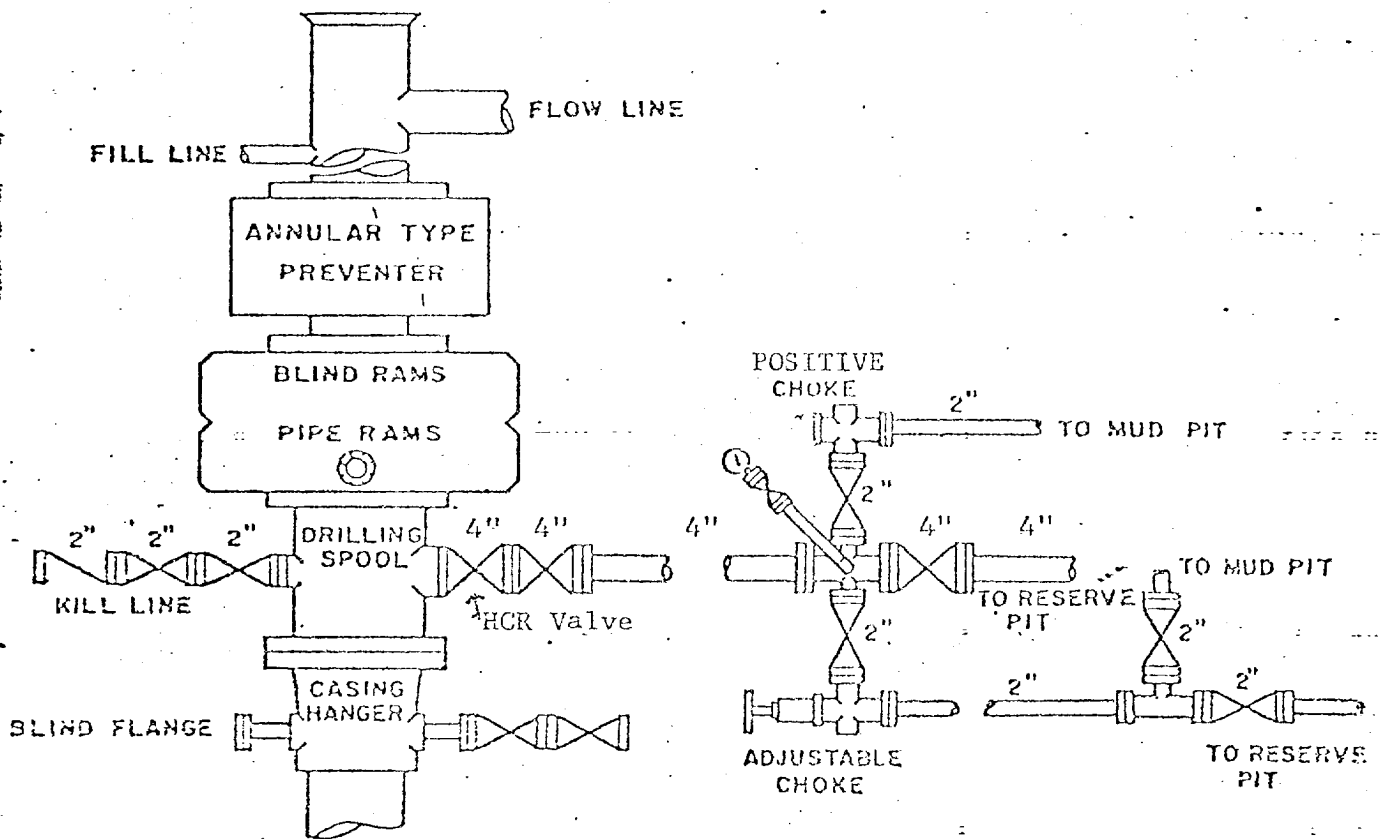 FLOW LINE
FILL LINE
ANNULAR TYPE
PREVENTER
BLIND RAMS
PIPE RAMS
POSITIVE
CHOKE
2"
TO MUD PIT
2"
2" 2" 2"
DRILLING
SPOOL
4" 4"
4"
4" 4"
KILL LINE
HCR Valve
TO RESERVE
PIT
TO MUD PIT
2"
2"
CASING
HANGER
BLIND FLANGE
2"
2"
ADJUSTABLE
CHOKE
TO RESERVE
PIT